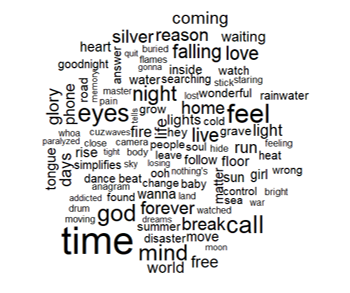 coming
silver reason waiting
heart answer quit buried falling love
flames
goodnight gonna inside watch
road memory water searching stick staring
glory phone master night lost wonderful rainwater
pain
eyes tells grow home feel
whoa cuz waves fire life hey lights cold grave light
paralyzed close camera people live soul hide run feeling
tongue days rise tight body leave follow floor heat
simplifies sky losing ooh nothing's matter sun girl wrong
dance beat change baby control bright
anagram
addicted found wanna land sea war
drum god forever watched
moving dreams break call
summer
time disaster move
mind moon
world free